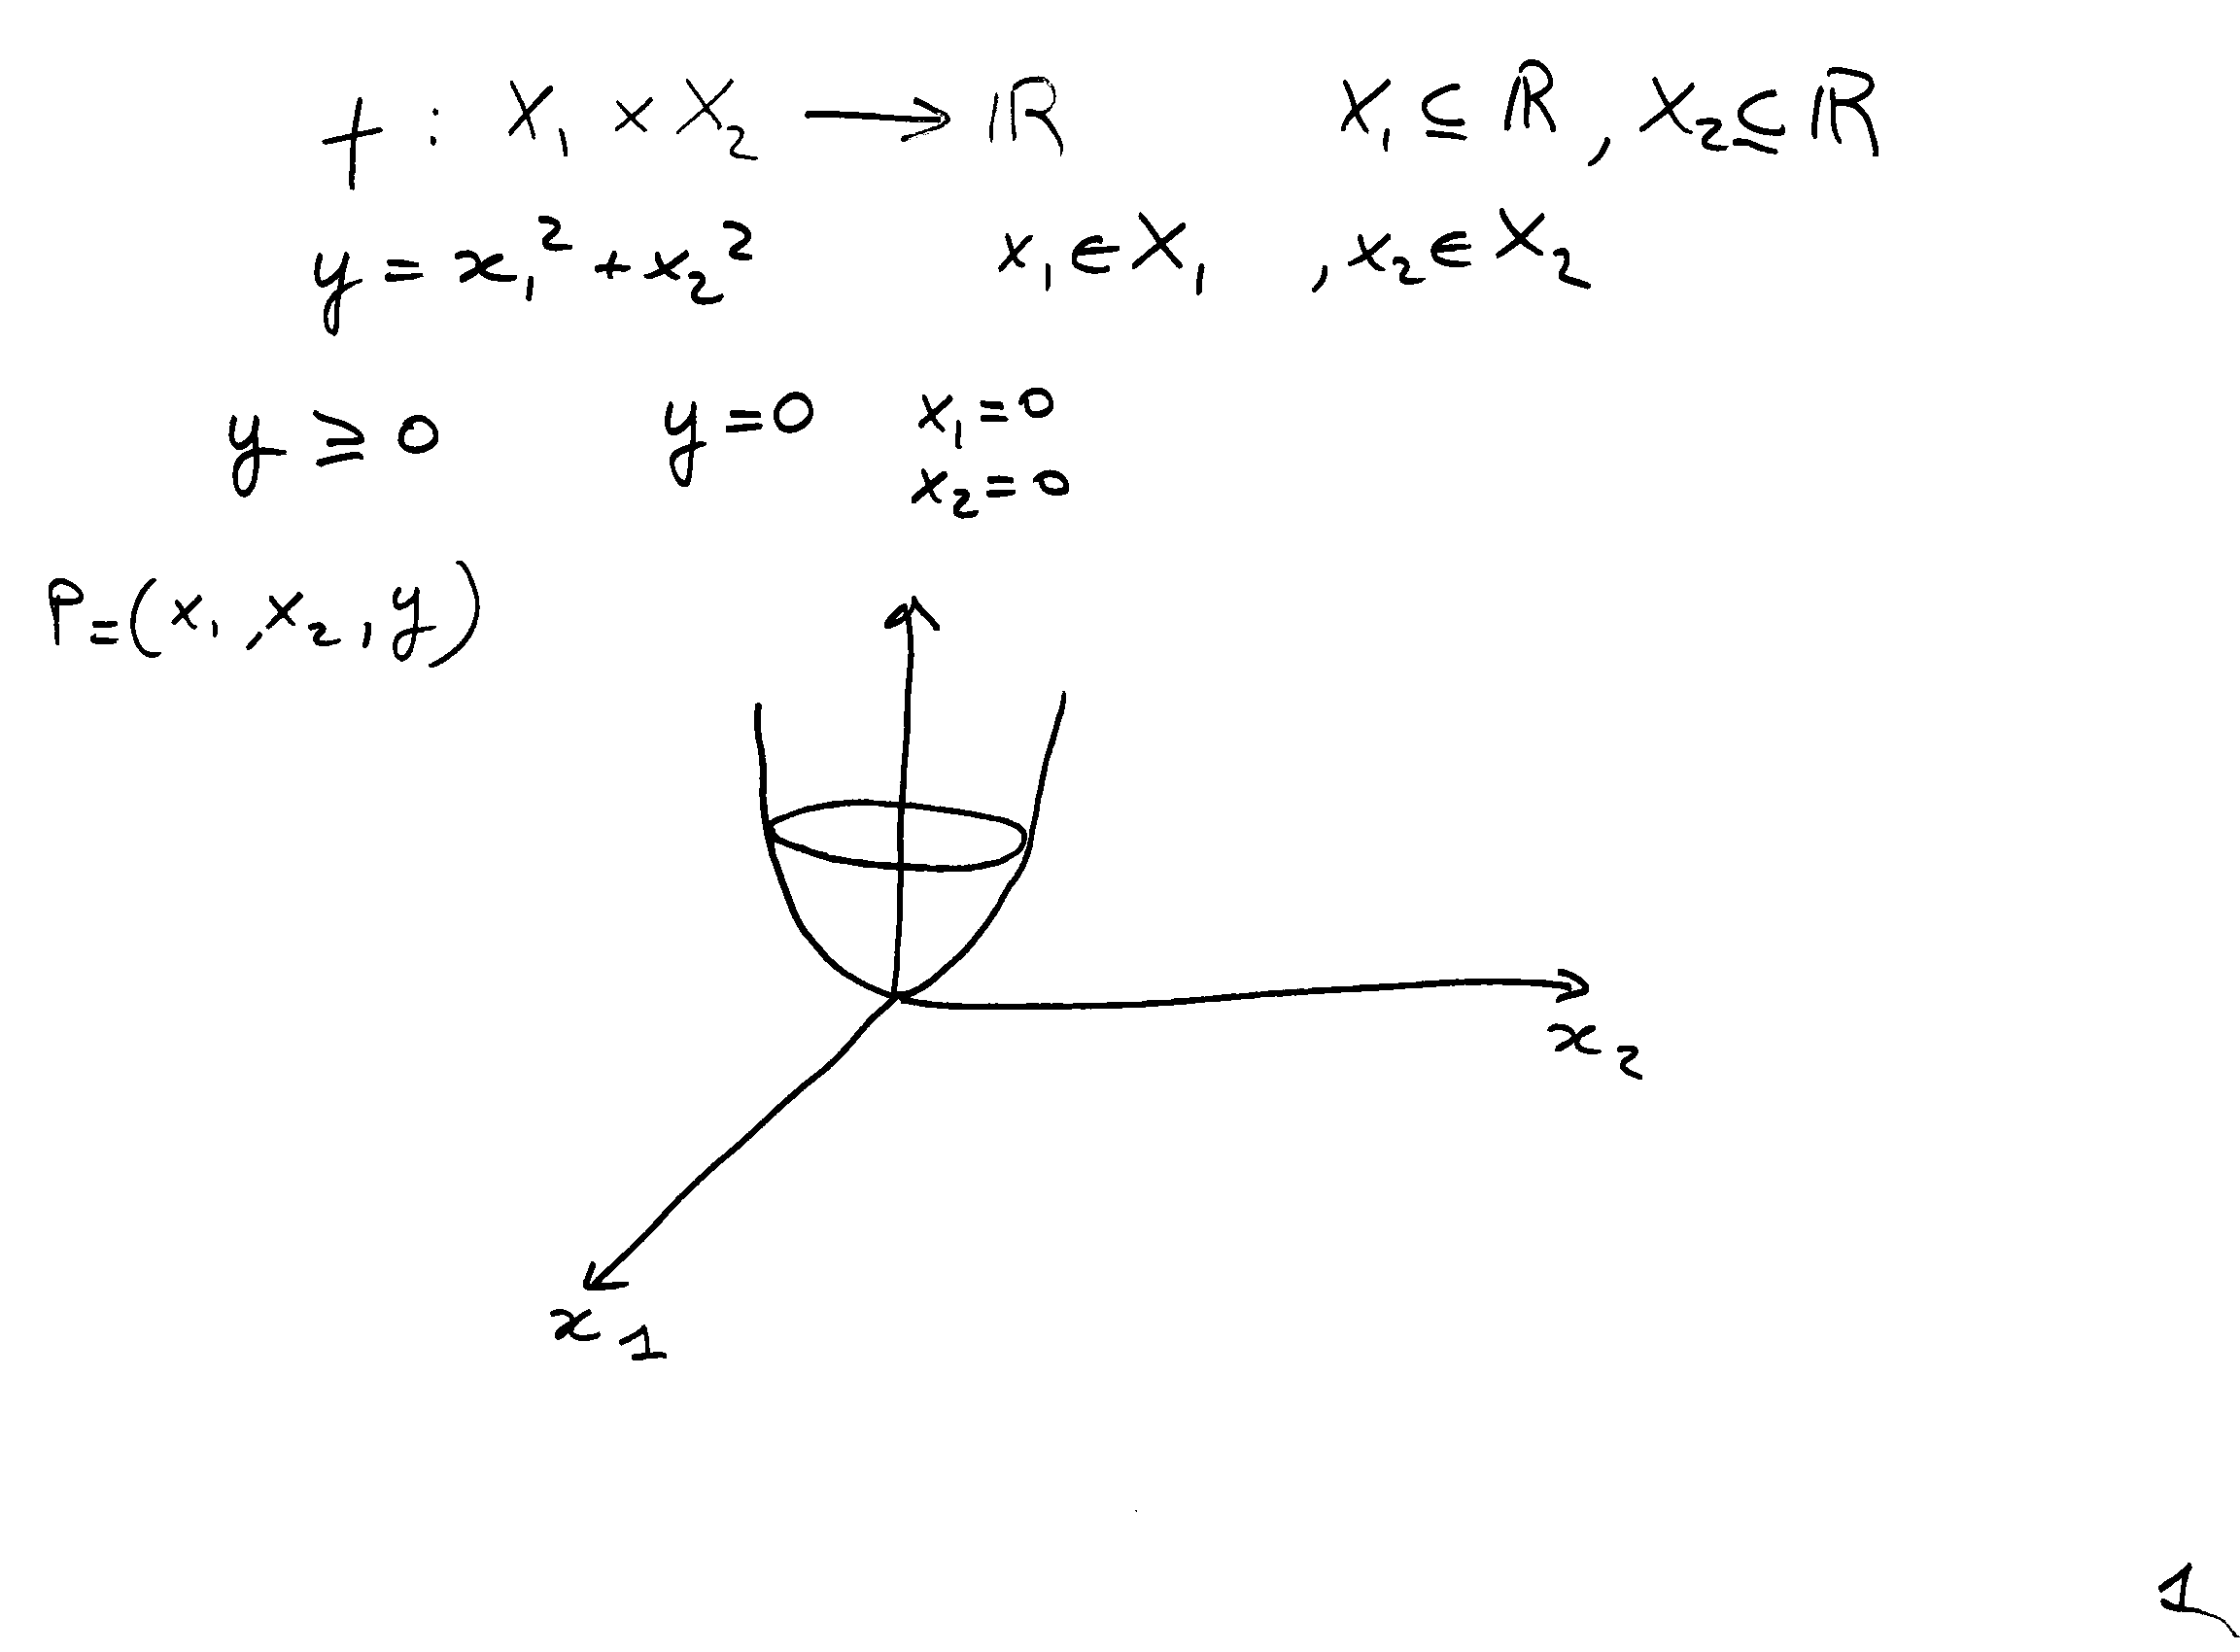 f : X₁ × X₂ → ℝ X₁ ⊆ ℝ , X₂ ⊆ ℝ
y = x₁² + x₂² x₁ ∈ X₁ , x₂ ∈ X₂
y ≥ 0 y = 0 x₁ = 0
x₂ = 0
P = (x₁, x₂, y)
x₂
x₁
1